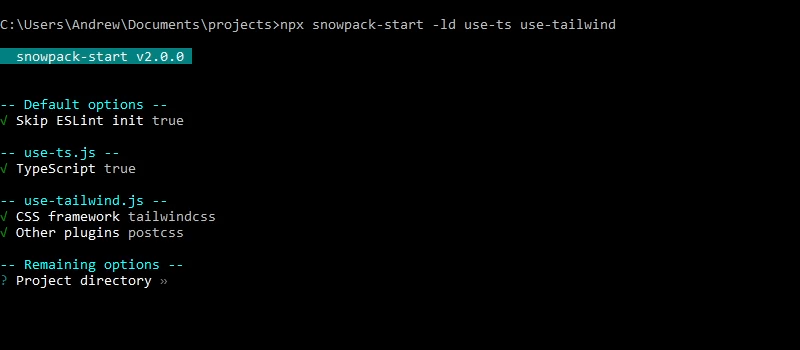 C:\Users\Andrew\Documents\projects>npx snowpack-start -ld use-ts use-tailwind
snowpack-start v2.0.0
-- Default options --
√ Skip ESLint init true
-- use-ts.js --
√ TypeScript true
-- use-tailwind.js --
√ CSS framework tailwindcss
√ Other plugins postcss
-- Remaining options --
? Project directory »